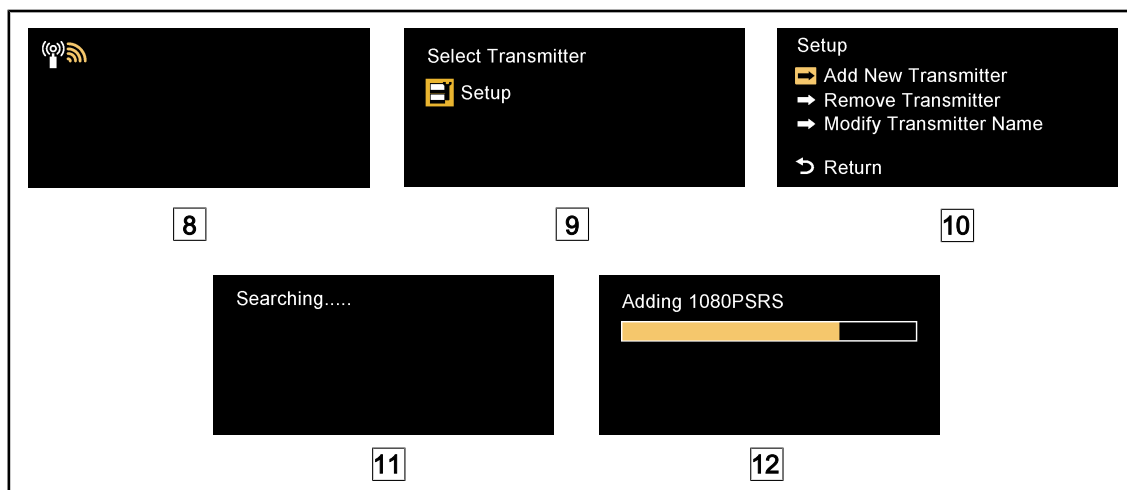 Select Transmitter
Setup
Setup
Add New Transmitter
Remove Transmitter
Modify Transmitter Name
Return
8
9
10
Searching.....
Adding 1080PSRS
11
12